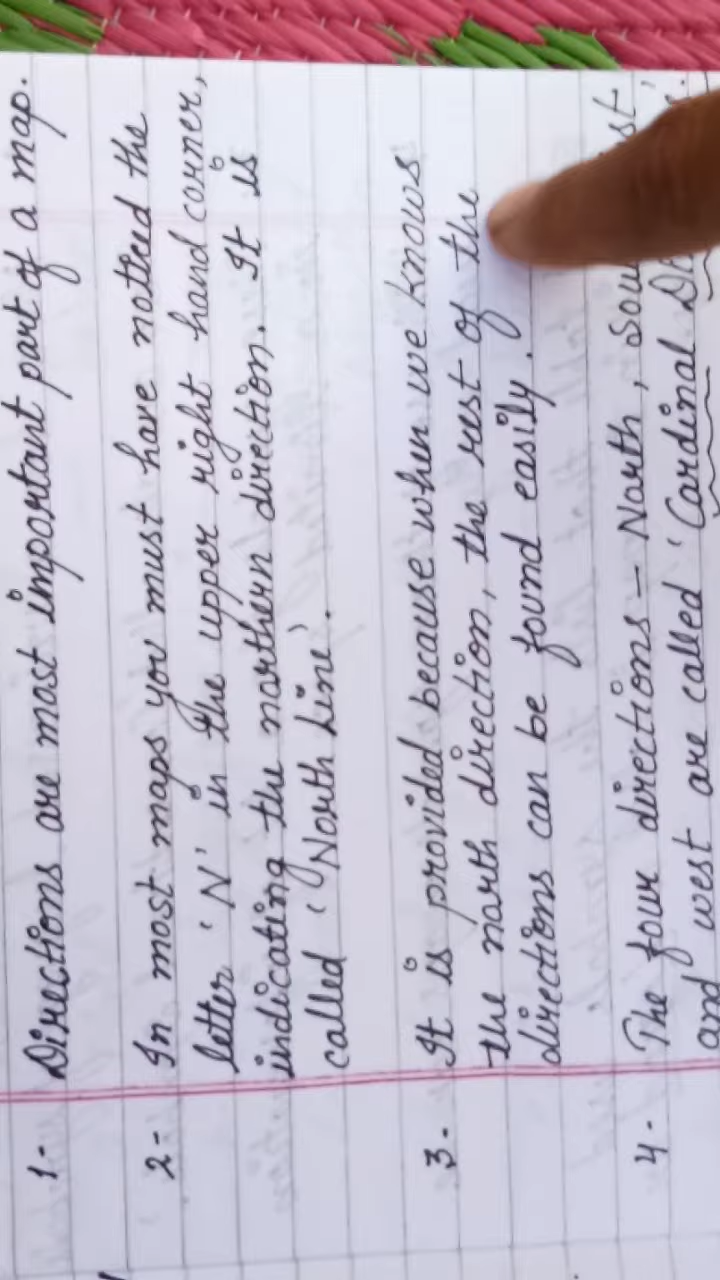 1- Directions are most important part of a map.
2- In most maps you must have noticed the
letter 'N' in the upper right hand corner,
indicating the northern direction. It is
called 'North Line'.
3- It is provided because when we knows
the north direction, the rest of the
directions can be found easily.
4- The four directions - North,
and west are called 'Cardinal